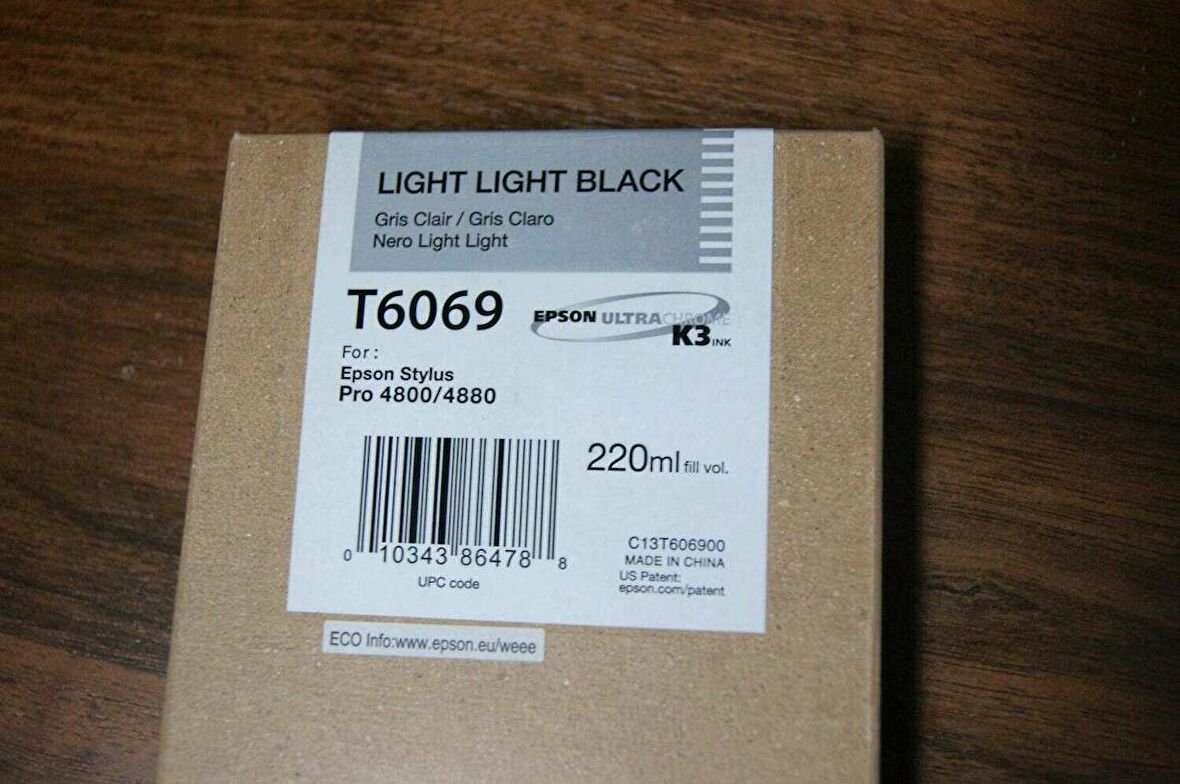 LIGHT LIGHT BLACK
Gris Clair / Gris Claro
Nero Light Light
T6069
EPSON ULTRACHROME
K3 INK
For :
Epson Stylus
Pro 4800/4880
220ml fill vol.
0 10343 86478 8
UPC code
C13T606900
MADE IN CHINA
US Patent:
epson.com/patent
ECO Info:www.epson.eu/weee